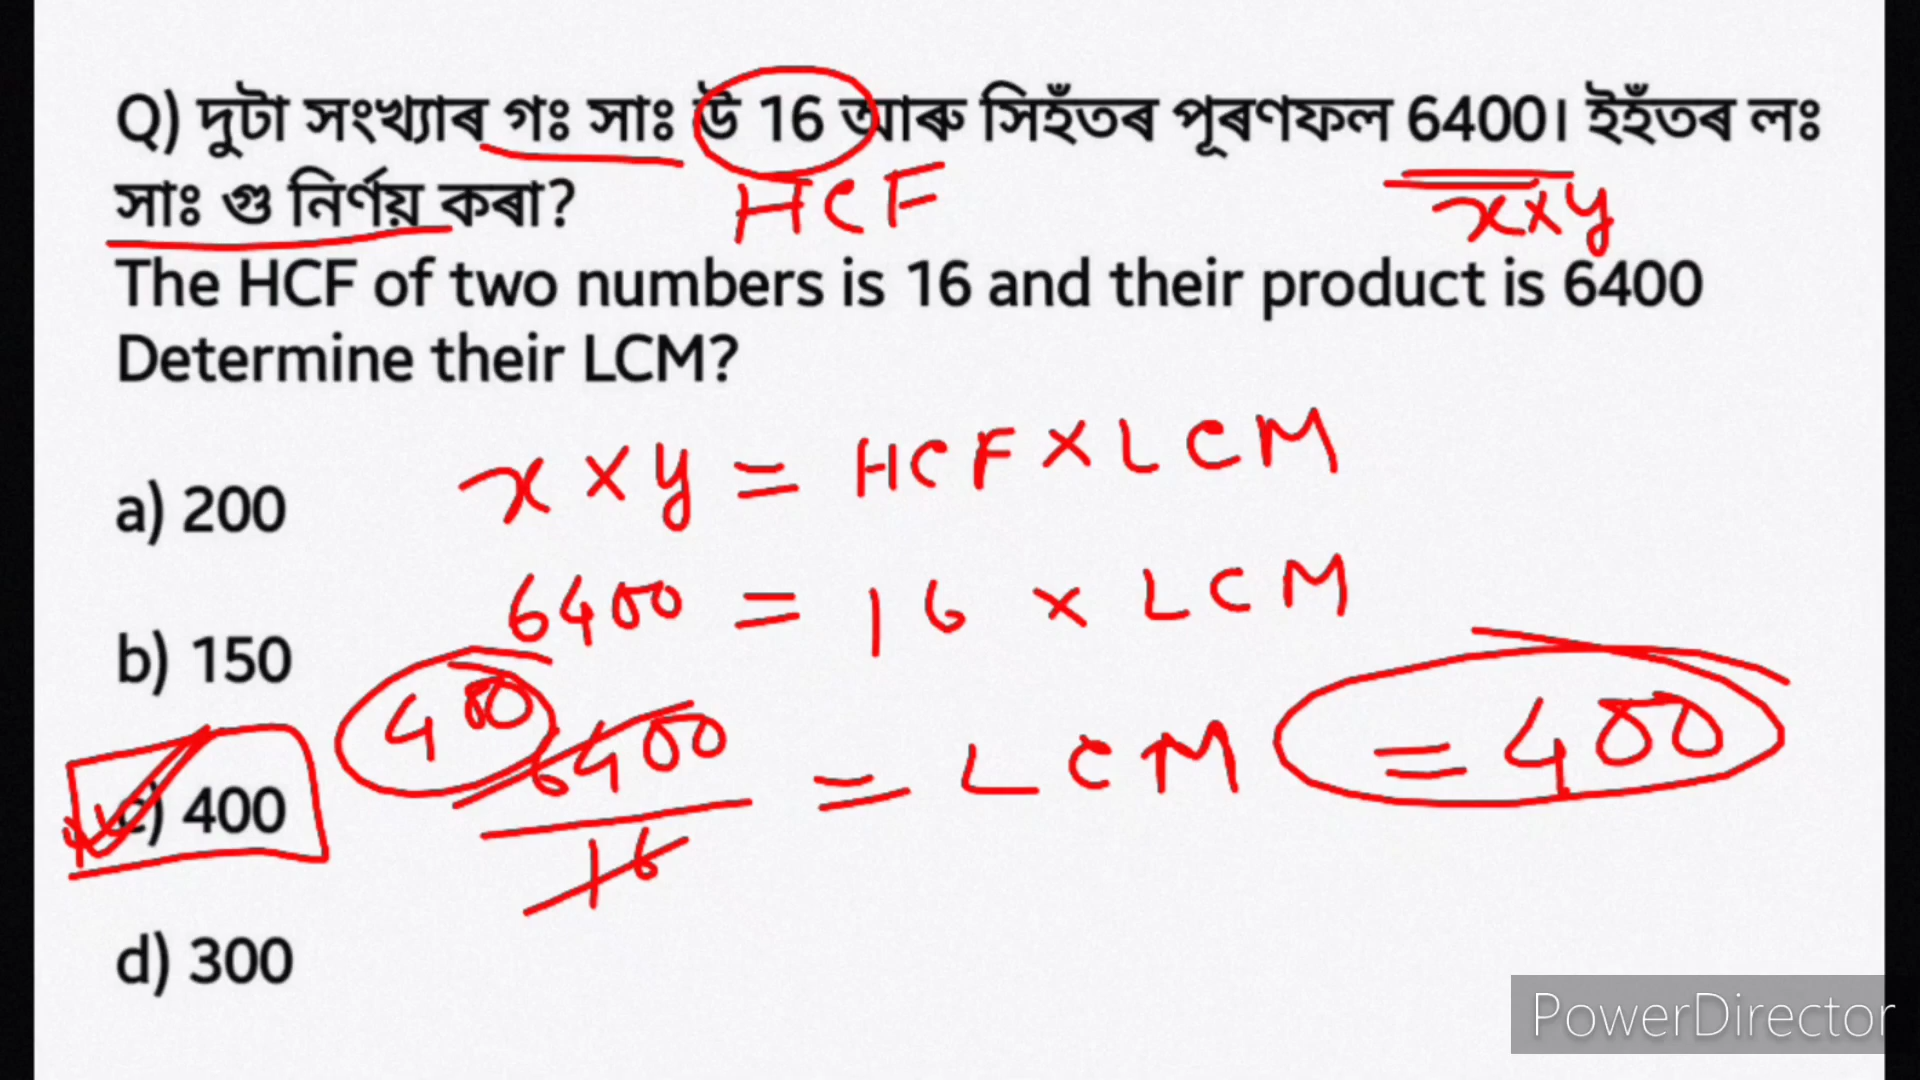 Q) দুটা সংখ্যাৰ গঃ সাঃ উ 16 আৰু সিহঁতৰ পূৰণফল 6400। ইহঁতৰ লঃ
সাঃ গু নিৰ্ণয় কৰা?
HCF
x×y
The HCF of two numbers is 16 and their product is 6400
Determine their LCM?
x × y = HCF × LCM
a) 200
6400 = 16 × LCM
b) 150
400
6400
= LCM = 400
16
c) 400
d) 300
PowerDirector